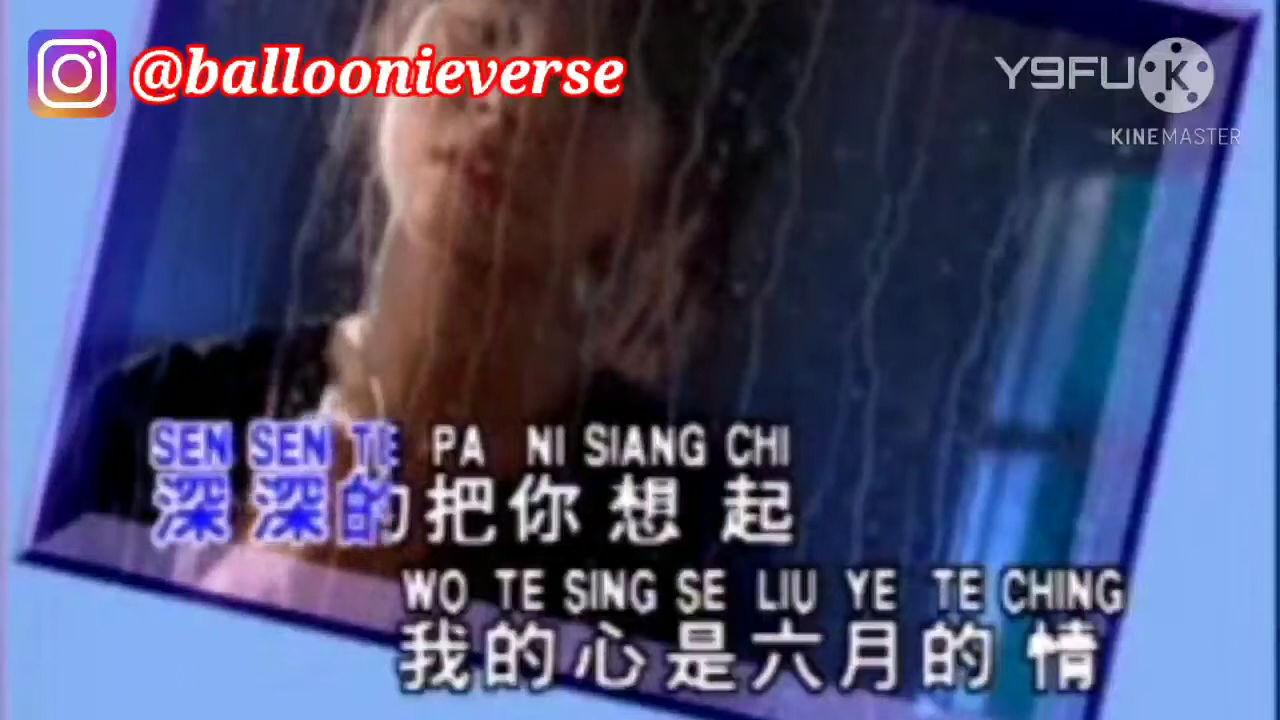 @balloonieverse
Y9FU
KINEMASTER
SEN SEN TE PA NI SIANG CHI
深深的把你想起
WO TE SING SE LIU YE TE CHING
我的心是六月的情